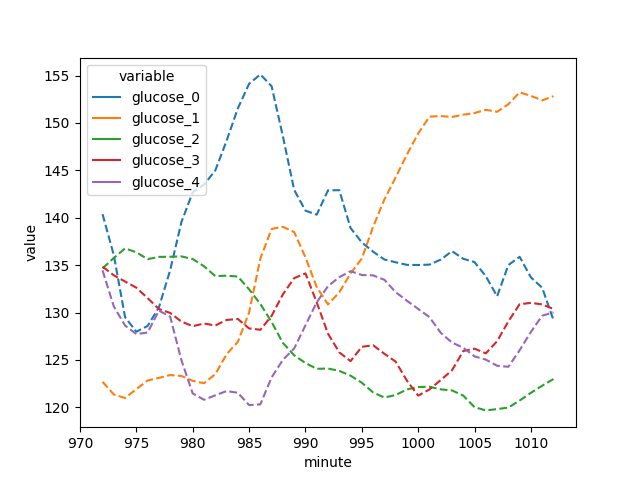 variable
glucose_0
glucose_1
glucose_2
glucose_3
glucose_4
155
150
145
140
135
130
125
120
value
970 975 980 985 990 995 1000 1005 1010
minute